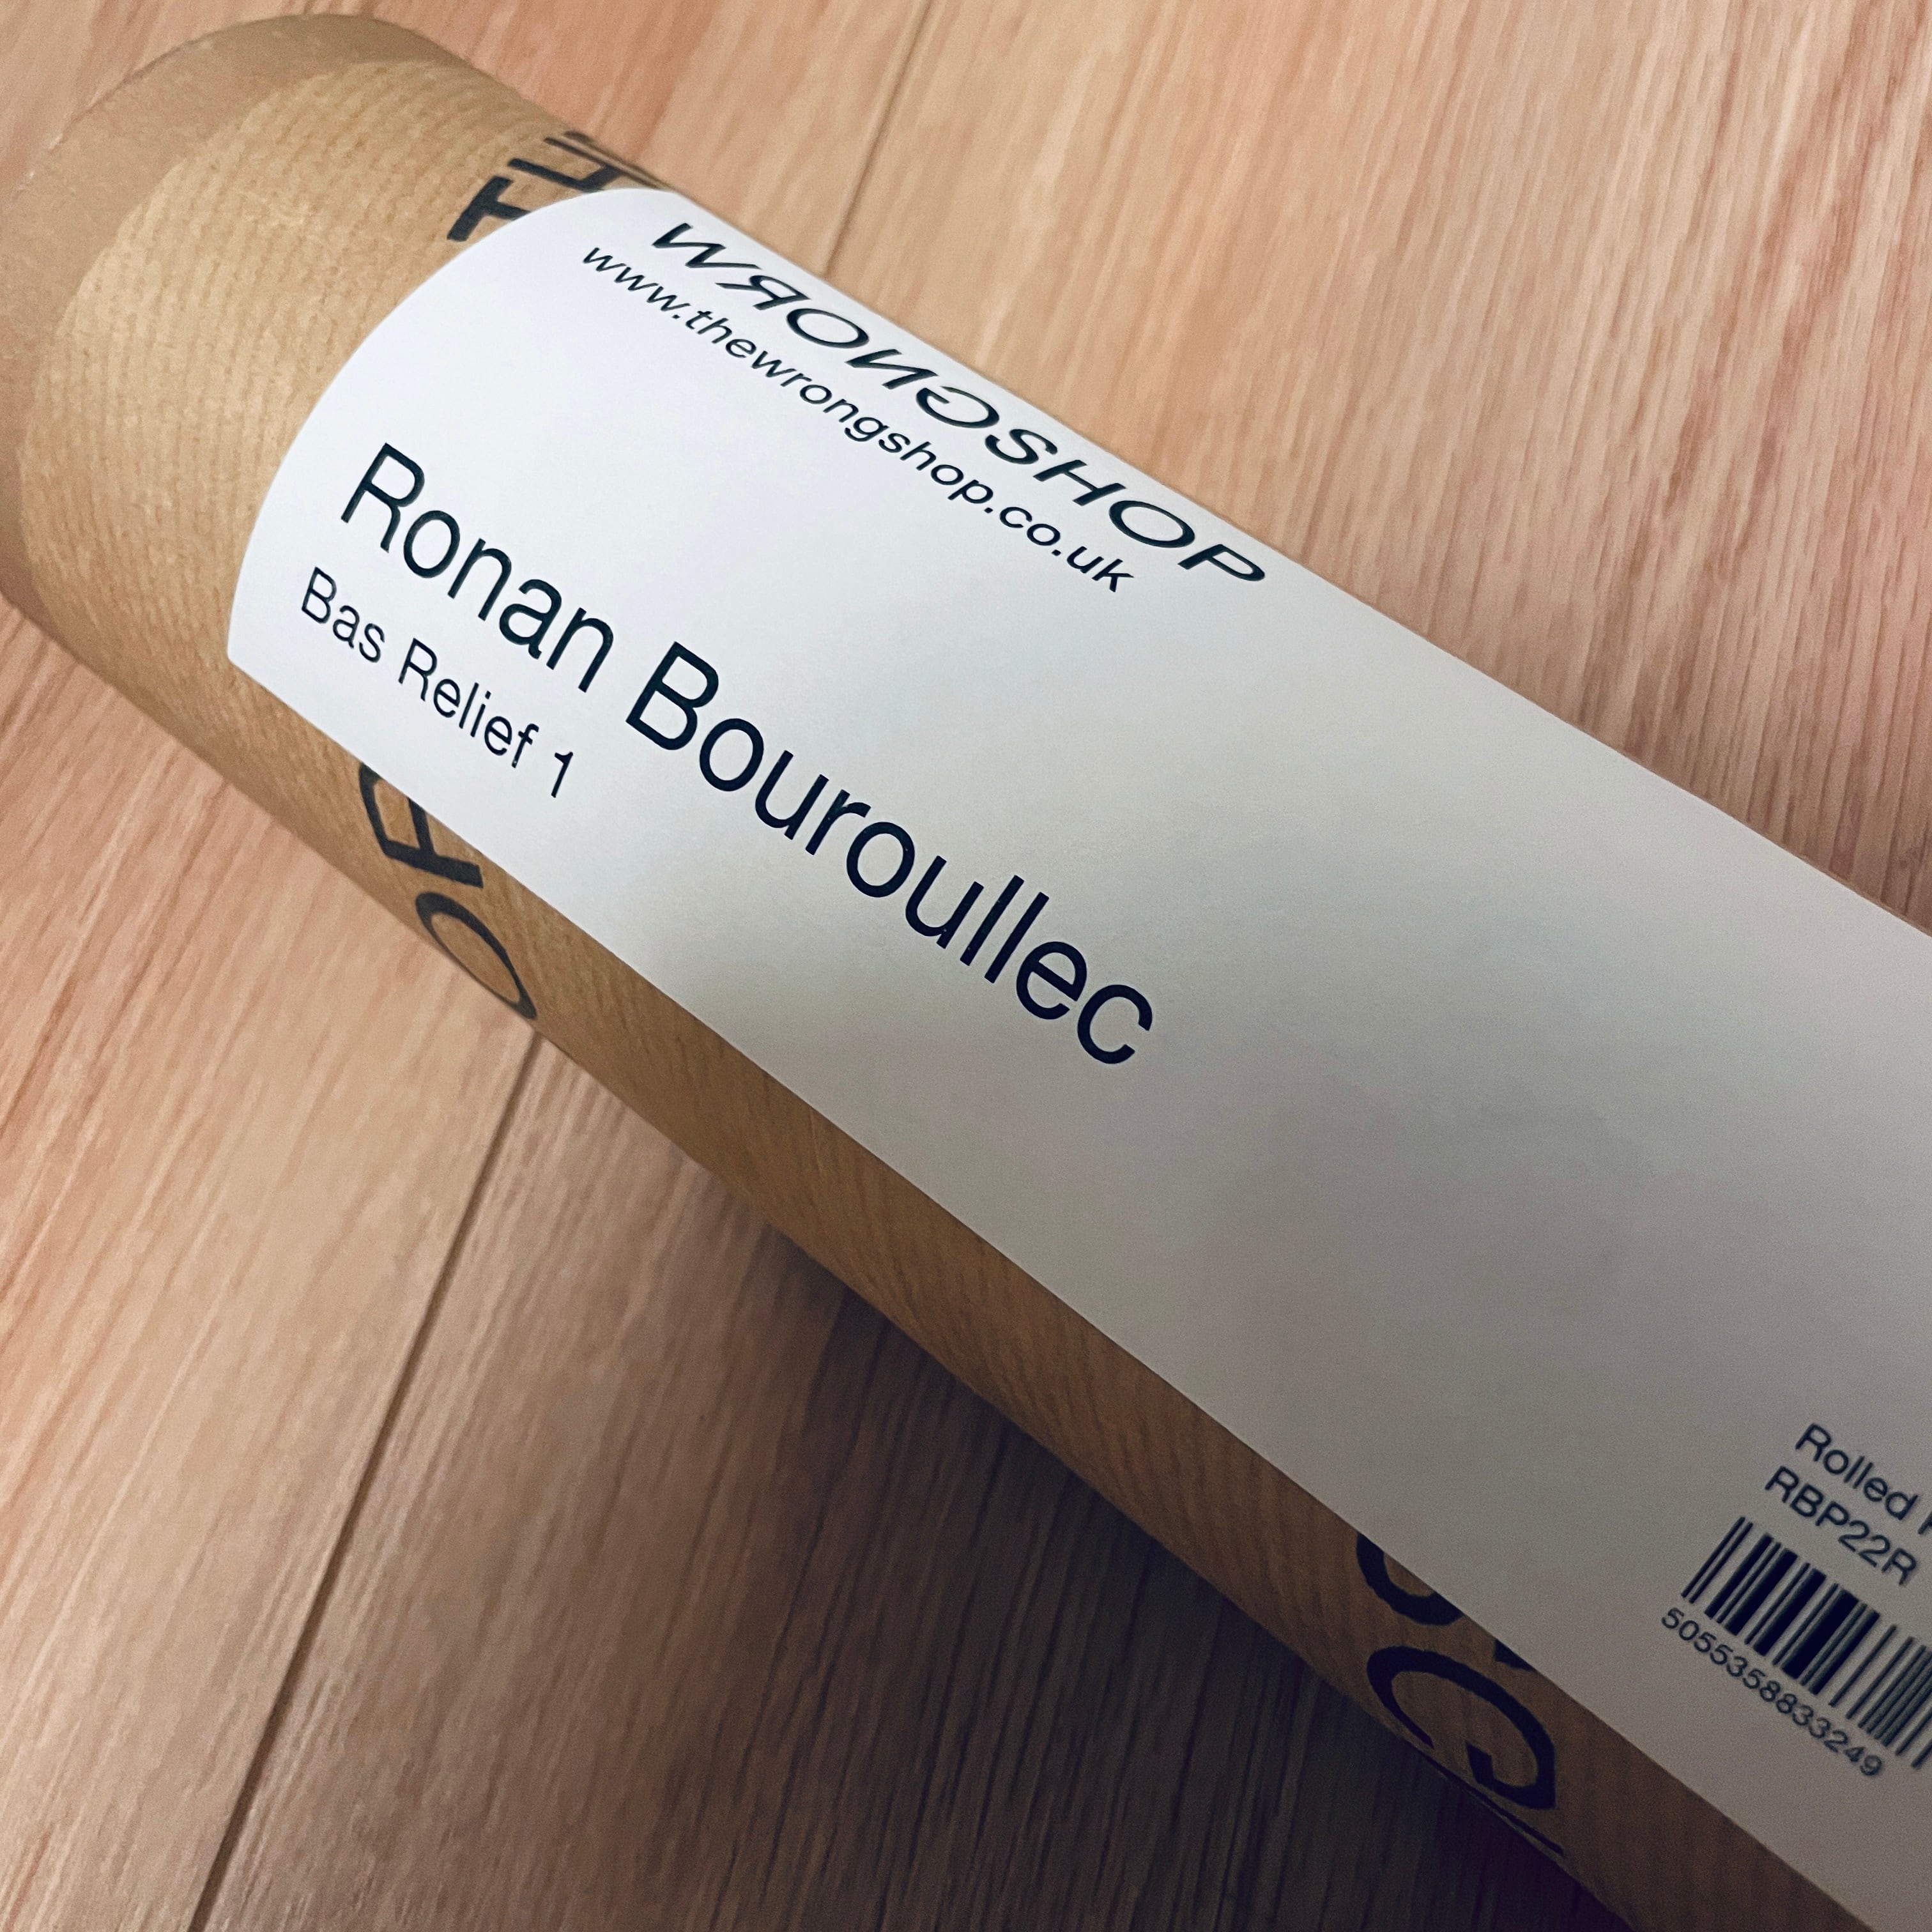 WRONGSHOP
www.thewrongshop.co.uk
Ronan Bouroullec
Bas Relief 1
Rolled
RBP22R
5055358833249